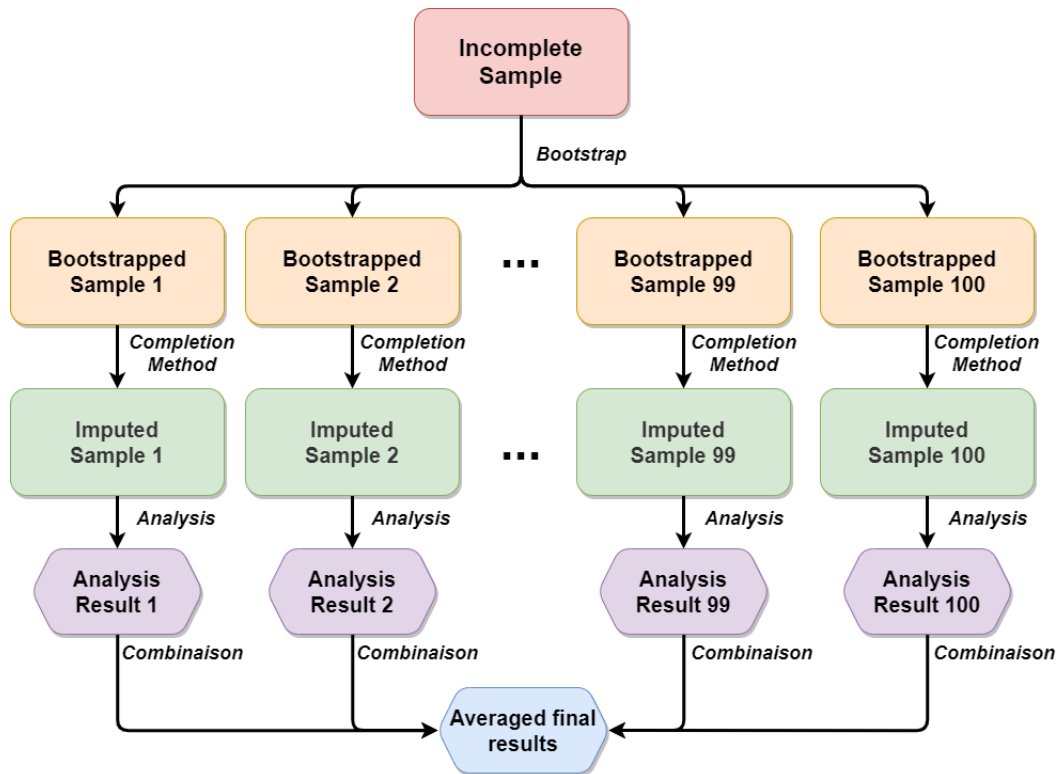 Incomplete
Sample
Bootstrap
Bootstrapped
Sample 1
Bootstrapped
Sample 2
...
Bootstrapped
Sample 99
Bootstrapped
Sample 100
Completion
Method
Completion
Method
Completion
Method
Completion
Method
Imputed
Sample 1
Imputed
Sample 2
...
Imputed
Sample 99
Imputed
Sample 100
Analysis
Analysis
Analysis
Analysis
Analysis
Result 1
Analysis
Result 2
Analysis
Result 99
Analysis
Result 100
Combinaison
Combinaison
Combinaison
Combinaison
Averaged final
results